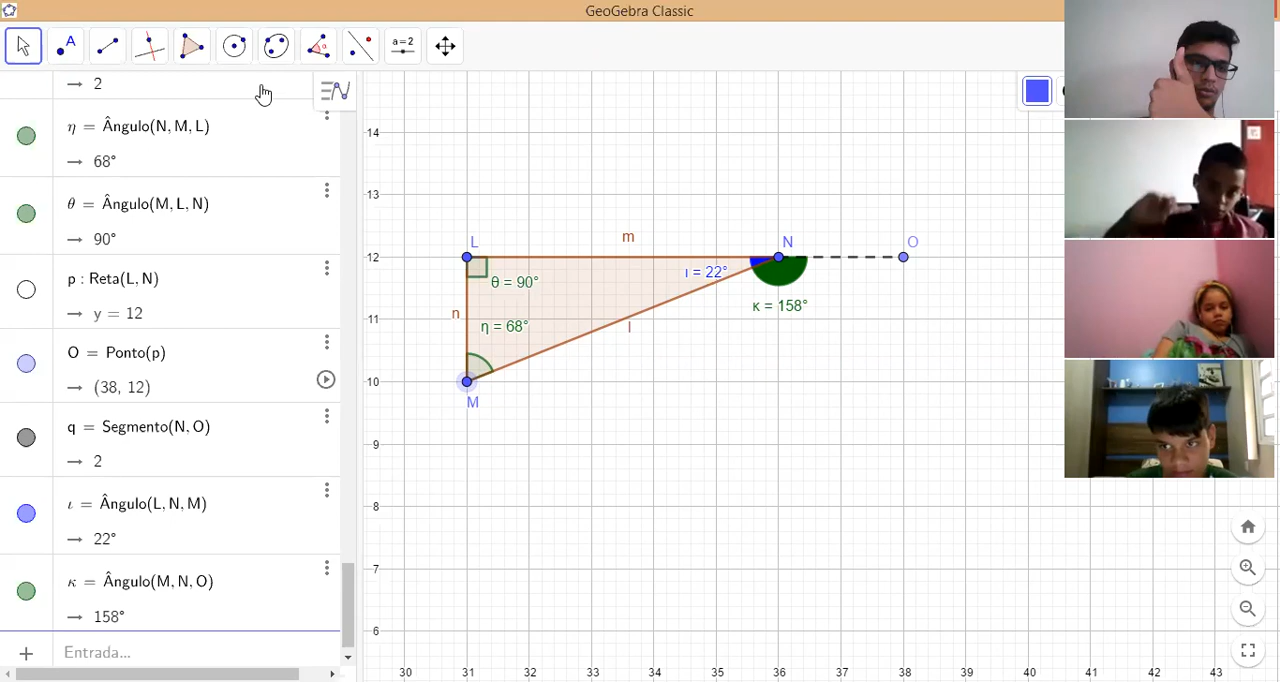 GeoGebra Classic
A
a=2
→ 2
η = Ângulo(N, M, L)
→ 68°
θ = Ângulo(M, L, N)
→ 90°
p : Reta(L, N)
→ y = 12
O = Ponto(p)
→ (38, 12)
q = Segmento(N, O)
→ 2
ι = Ângulo(L, N, M)
→ 22°
κ = Ângulo(M, N, O)
→ 158°
Entrada...
14
13
12
11
10
9
8
7
6
L
m
N
O
ι = 22°
θ = 90°
κ = 158°
n
η = 68°
l
M
30 31 32 33 34 35 36 37 38 39 40 41 42 43